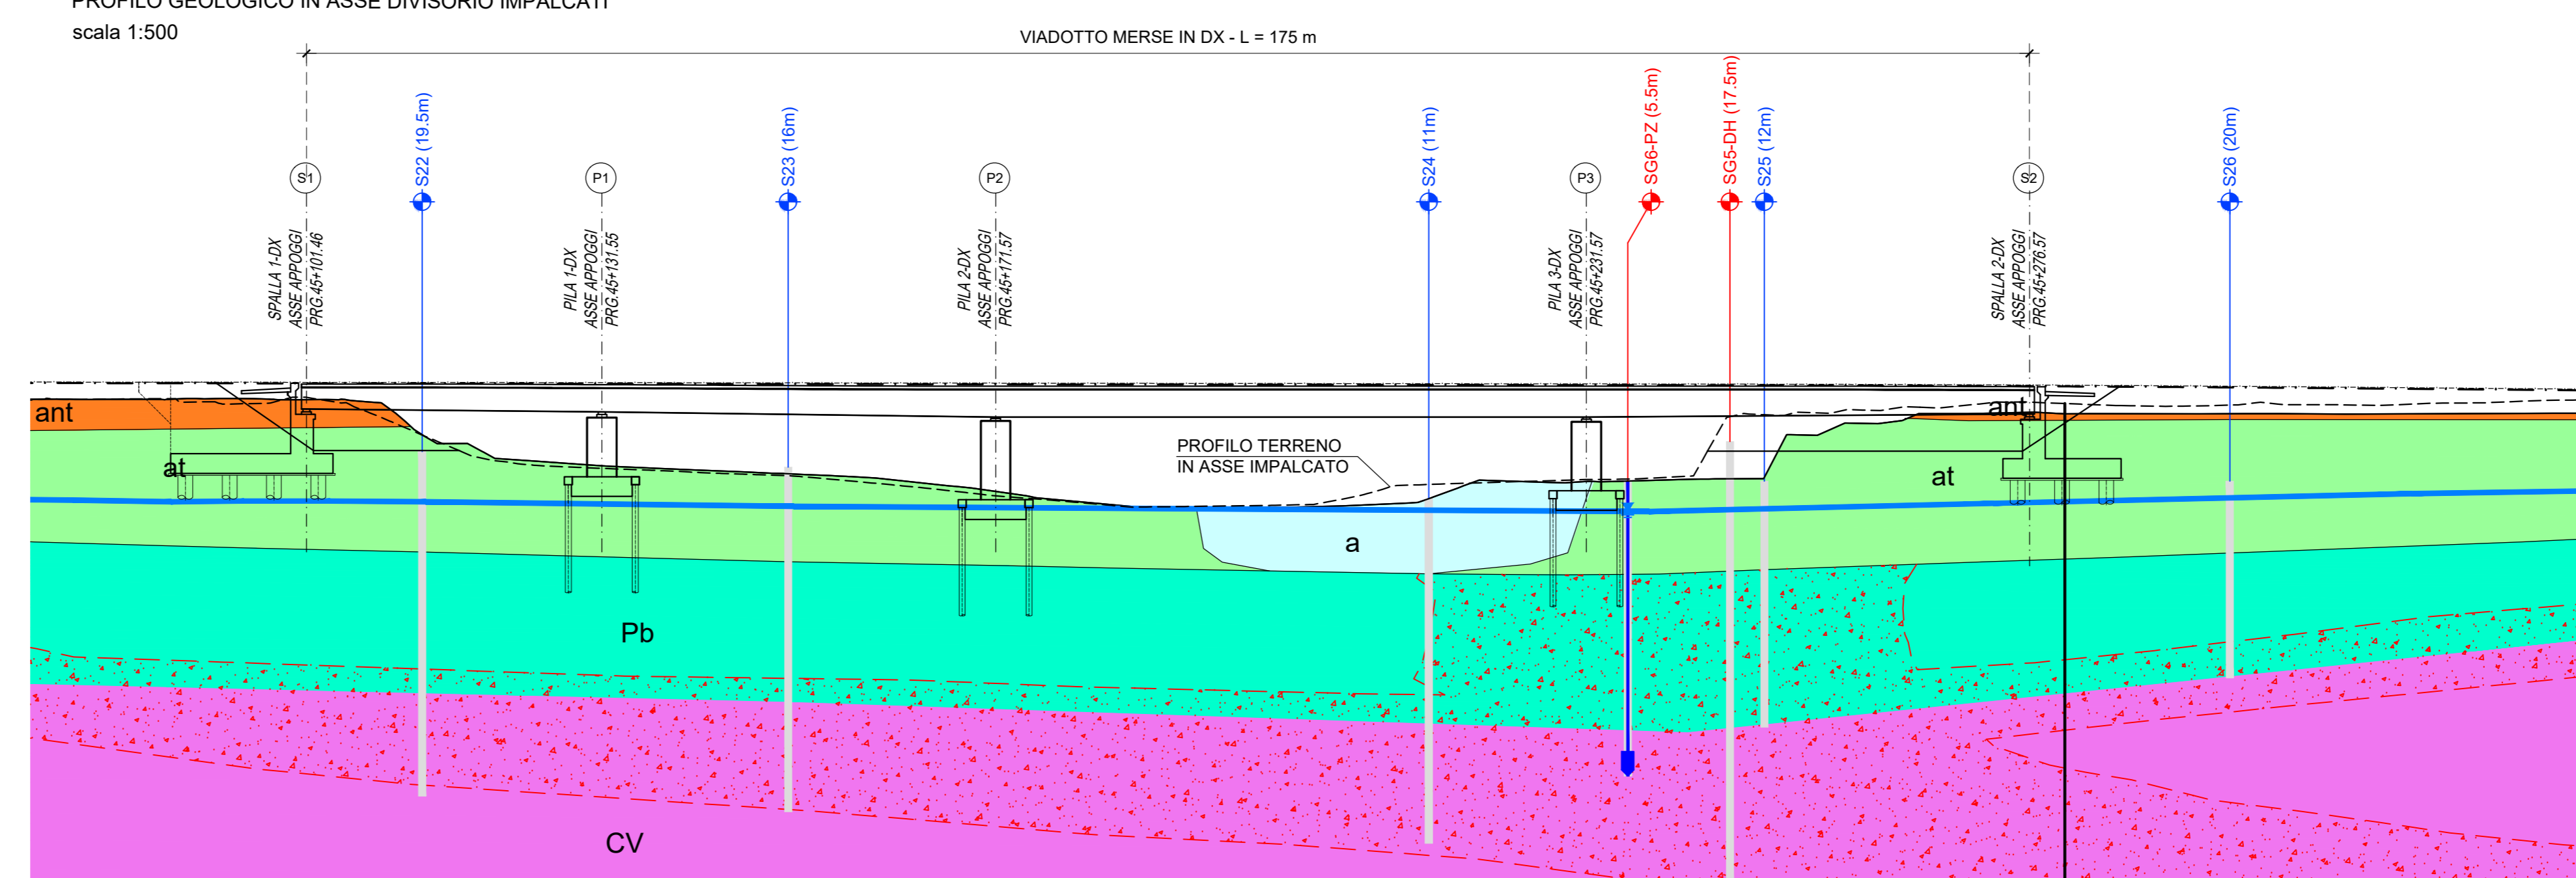 PROFILO GEOLOGICO IN ASSE DIVISORIO IMPALCATI
scala 1:500
VIADOTTO MERSE IN DX - L = 175 m
S1
SPALLA 1-DX
ASSE APPOGGI
PRG.45+101.46
S22 (19.5m)
P1
PILA 1-DX
ASSE APPOGGI
PRG.45+131.55
S23 (16m)
P2
PILA 2-DX
ASSE APPOGGI
PRG.45+171.57
S24 (11m)
P3
PILA 3-DX
ASSE APPOGGI
PRG.45+231.57
SG6-PZ (5.5m)
SG5-DH (17.5m)
S25 (12m)
S2
SPALLA 2-DX
ASSE APPOGGI
PRG.45+276.57
S26 (20m)
ant
ant
PROFILO TERRENO
IN ASSE IMPALCATO
at
at
a
Pb
CV